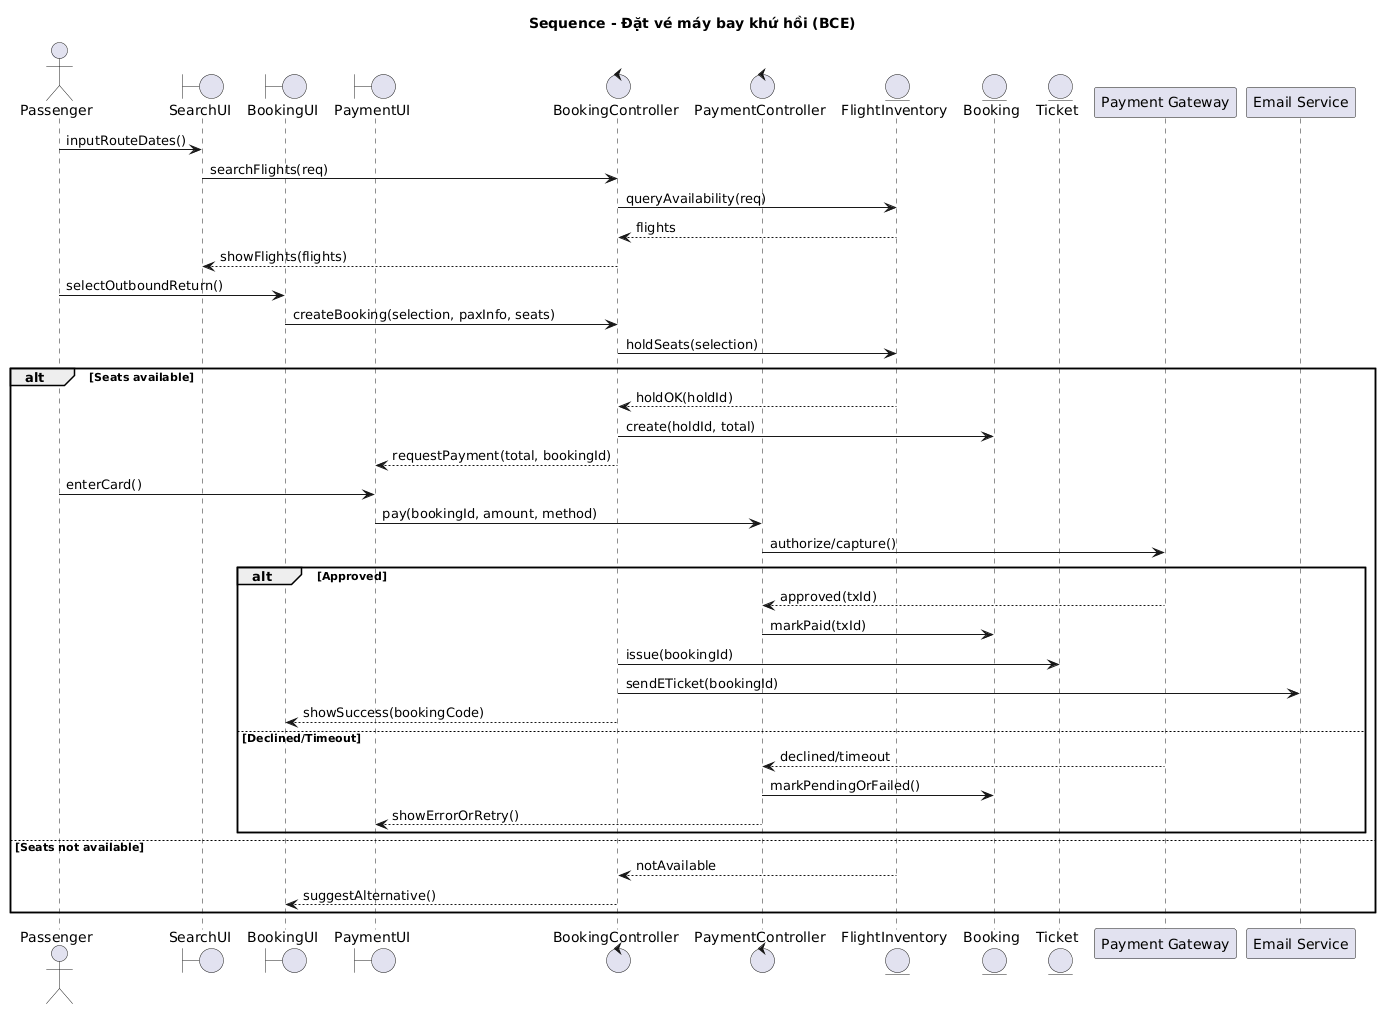 Sequence - Đặt vé máy bay khứ hồi (BCE)
Passenger SearchUI BookingUI PaymentUI BookingController PaymentController FlightInventory Booking Ticket Payment Gateway Email Service
inputRouteDates()
searchFlights(req)
queryAvailability(req)
flights
showFlights(flights)
selectOutboundReturn()
createBooking(selection, paxInfo, seats)
holdSeats(selection)
alt [Seats available]
holdOK(holdId)
create(holdId, total)
requestPayment(total, bookingId)
enterCard()
pay(bookingId, amount, method)
authorize/capture()
alt [Approved]
approved(txId)
markPaid(txId)
issue(bookingId)
sendETicket(bookingId)
showSuccess(bookingCode)
[Declined/Timeout]
declined/timeout
markPendingOrFailed()
showErrorOrRetry()
[Seats not available]
notAvailable
suggestAlternative()
Passenger SearchUI BookingUI PaymentUI BookingController PaymentController FlightInventory Booking Ticket Payment Gateway Email Service